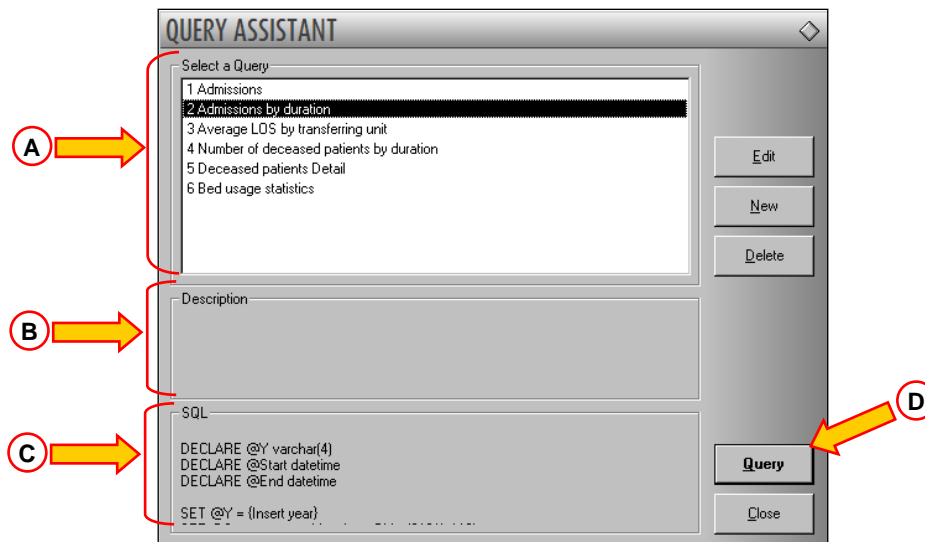 QUERY ASSISTANT
Select a Query
1 Admissions
2 Admissions by duration
3 Average LOS by transferring unit
4 Number of deceased patients by duration
5 Deceased patients Detail
6 Bed usage statistics
A
Edit
New
Delete
Description
B
SQL
DECLARE @Y varchar(4)
DECLARE @Start datetime
DECLARE @End datetime
SET @Y = {Insert year}
C
D
Query
Close